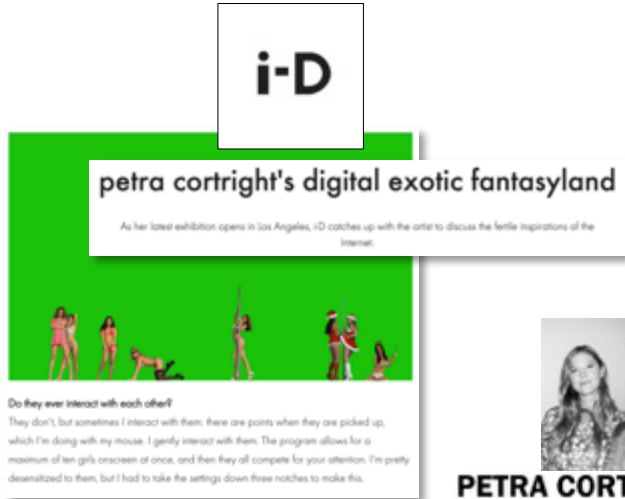 i-D
petra cortright's digital exotic fantasyland
As her latest exhibition opens in Los Angeles, i-D catches up with the artist to discuss the fertile inspirations of the
Internet.
Do they ever interact with each other?
They don't, but sometimes I interact with them: there are points when they are picked up,
which I'm doing with my mouse. I gently interact with them. The program allows for a
maximum of ten girls onscreen at once, and then they all compete for your attention. I'm pretty
desensitized to them, but I had to take the settings down three notches to make this.
PETRA CORT